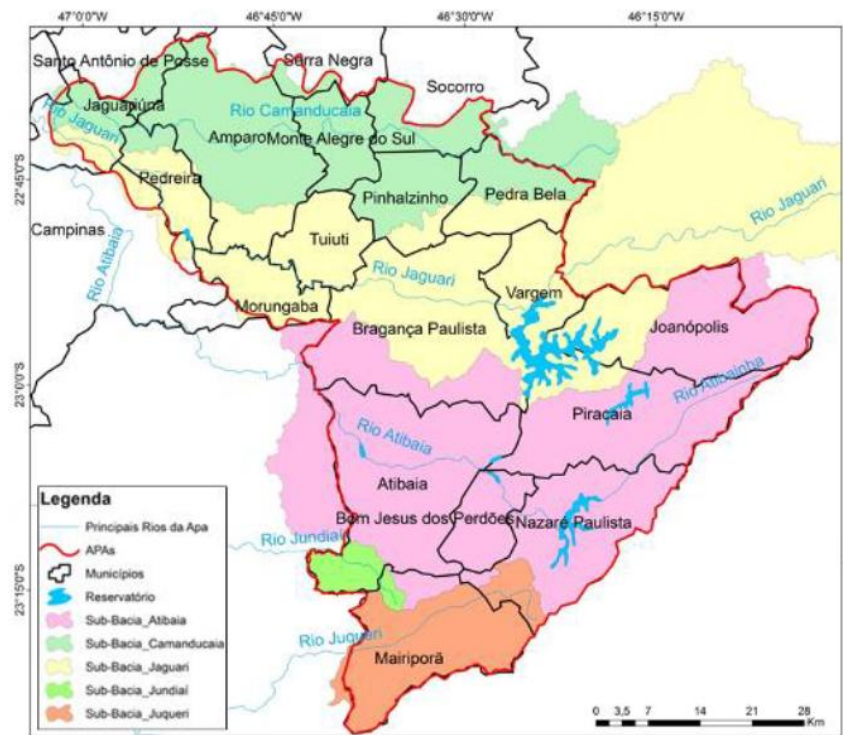 47°0'0"W
46°45'0"W
46°30'0"W
46°15'0"W
Santo Antônio de Posse
Serra Negra
Socorro
Jaguariúna
Rio Camanducaia
Rio Jaguari
Amparo
Monte Alegre do Sul
22°45'0"S
Pedreira
Pinhalzinho
Pedra Bela
Rio Jaguari
Campinas
Tuiuti
Rio Atibaia
Rio Jaguari
Vargem
Morungaba
Bragança Paulista
Joanópolis
23°0'0"S
Rio Atibainha
Piracaia
Rio Atibaia
Atibaia
Bom Jesus dos Perdões
Nazaré Paulista
Rio Jundiaí
23°15'0"S
Rio Juqueri
Mairiporã
Legenda
Principais Rios da Apa
APAs
Municípios
Reservatório
Sub-Bacia_Atibaia
Sub-Bacia_Camanducaia
Sub-Bacia_Jaguari
Sub-Bacia_Jundiaí
Sub-Bacia_Juqueri
0 3,5 7 14 21 28
Km